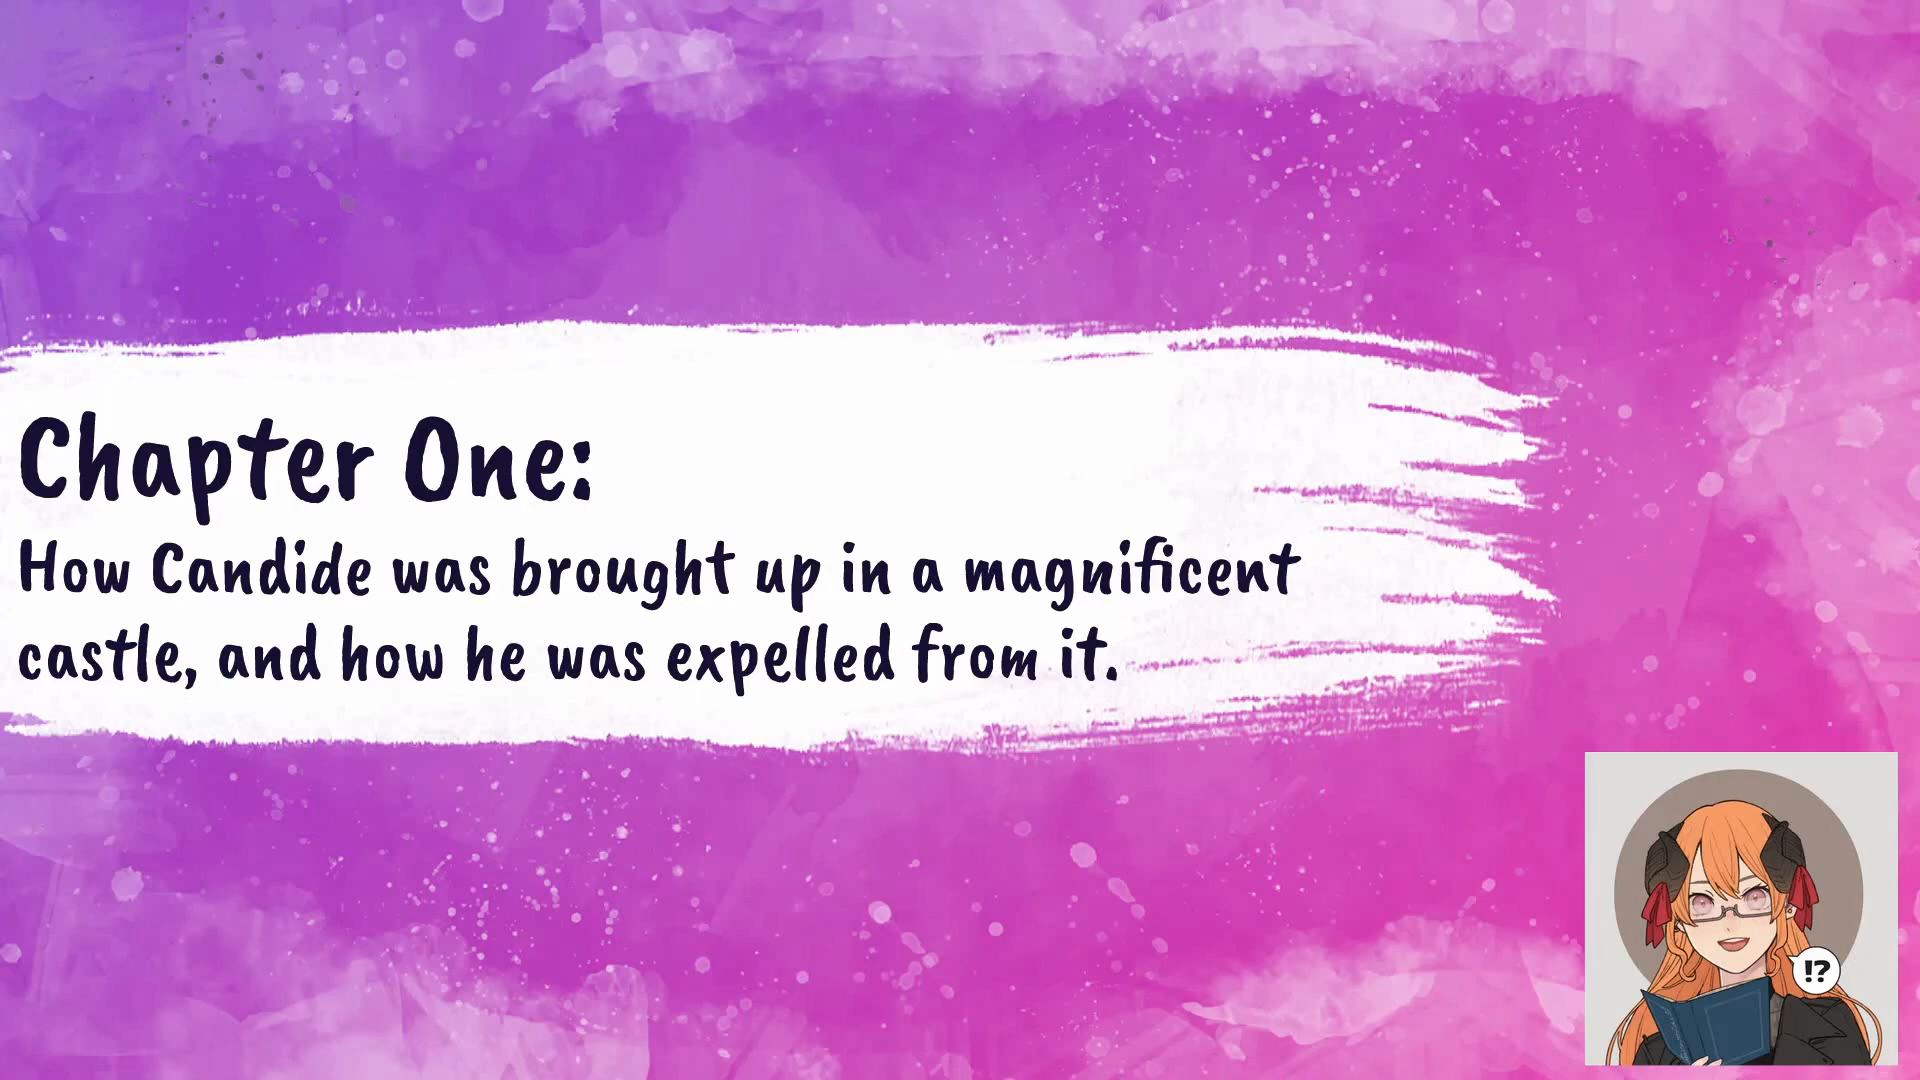 Chapter One:
How Candide was brought up in a magnificent
castle, and how he was expelled from it.
!?